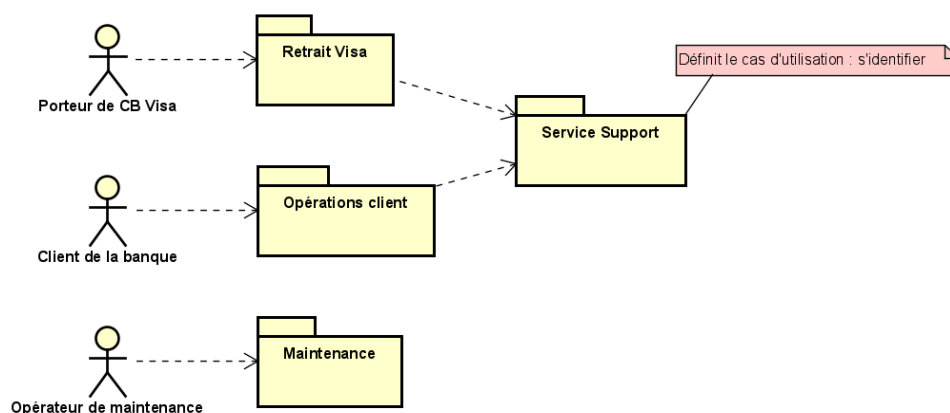 Retrait Visa
Définit le cas d'utilisation : s'identifier
Porteur de CB Visa
Service Support
Opérations client
Client de la banque
Maintenance
Opérateur de maintenance